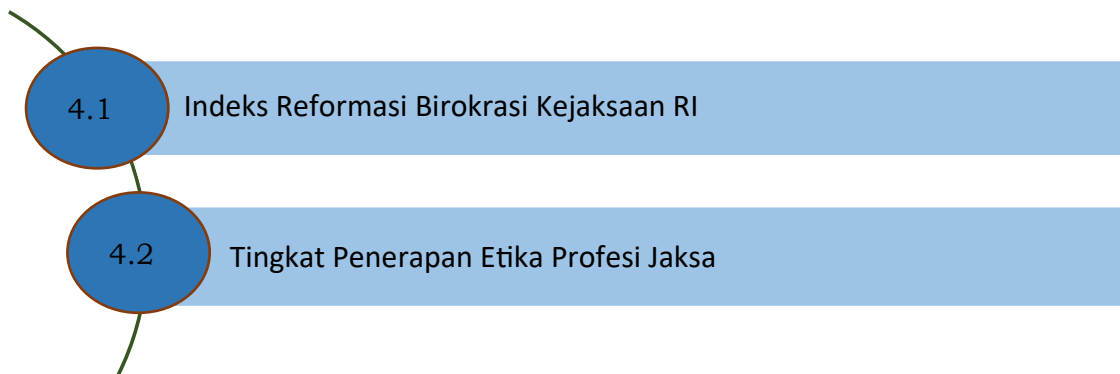 4.1
Indeks Reformasi Birokrasi Kejaksaan RI
4.2
Tingkat Penerapan Etika Profesi Jaksa